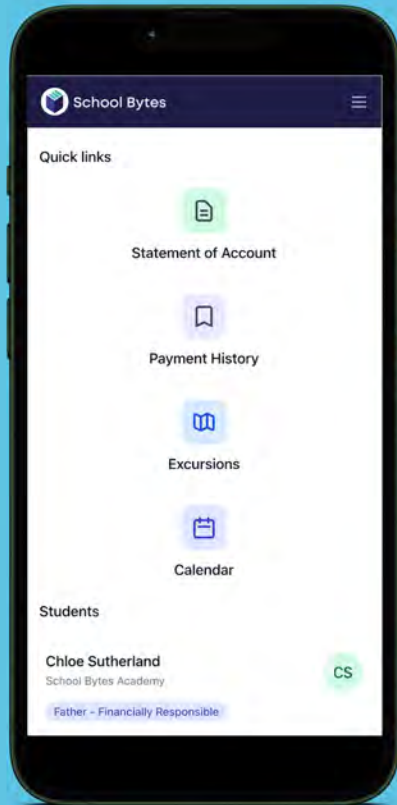 School Bytes
Quick links
Statement of Account
Payment History
Excursions
Calendar
Students
Chloe Sutherland
School Bytes Academy
CS
Father - Financially Responsible